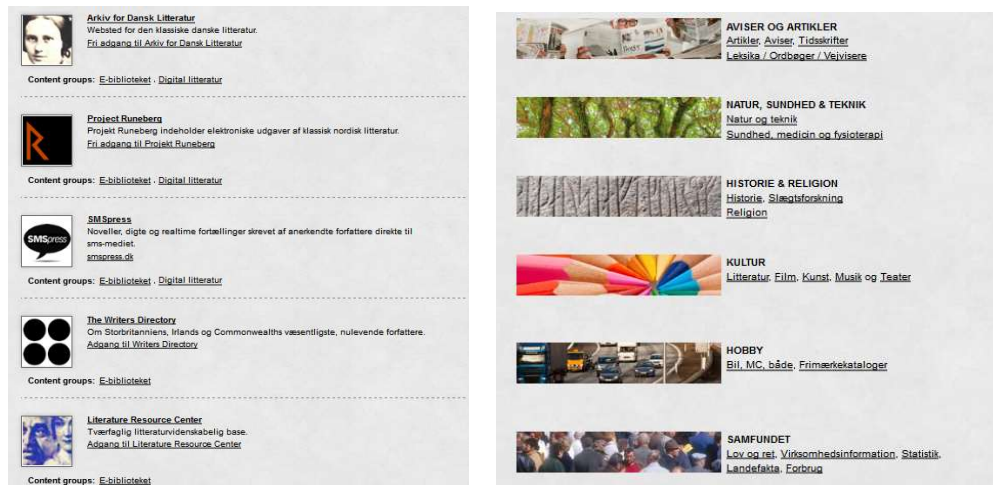 Arkiv for Dansk Litteratur
Websted for den klassiske danske litteratur.
Fri adgang til Arkiv for Dansk Litteratur
Content groups: E-biblioteket . Digital litteratur
Project Runeberg
Projekt Runeberg indeholder elektroniske udgaver af klassisk nordisk litteratur.
Fri adgang til Projekt Runeberg
Content groups: E-biblioteket . Digital litteratur
SMSpress
SMSpress
Noveller, digte og realtime fortællinger skrevet af anerkendte forfattere direkte til
sms-mediet.
smspress.dk
Content groups: E-biblioteket . Digital litteratur
The Writers Directory
Om Storbritanniens, Irlands og Commonwealths væsentligste, nulevende forfattere.
Adgang til Writers Directory
Content groups: E-biblioteket
Literature Resource Center
Tværfaglig litteraturvidenskabelig base.
Adgang til Literature Resource Center
Content groups: E-biblioteket
AVISER OG ARTIKLER
Artikler, Aviser, Tidsskrifter
Leksika / Ordbøger / Vejvisere
NATUR, SUNDHED & TEKNIK
Natur og teknik
Sundhed, medicin og fysioterapi
HISTORIE & RELIGION
Historie, Slægtsforskning
Religion
KULTUR
Litteratur, Film, Kunst, Musik og Teater
HOBBY
Bil, MC, både, Frimærkekataloger
SAMFUNDET
Lov og ret, Virksomhedsinformation, Statistik,
Landefakta, Forbrug